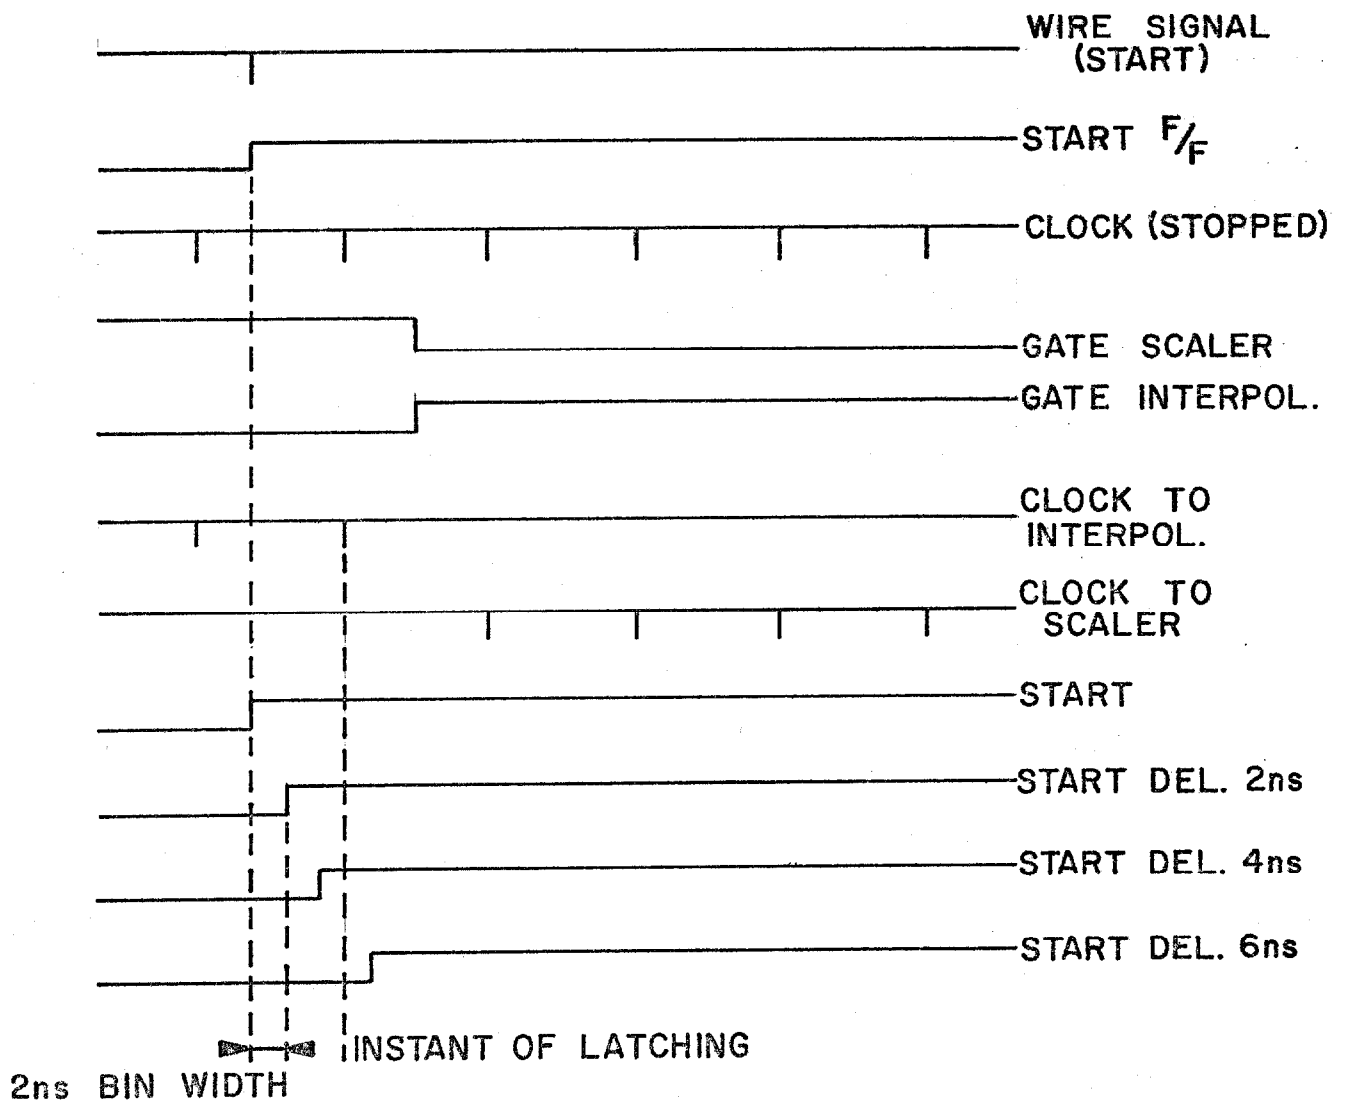 WIRE SIGNAL
(START)
START F/F
CLOCK (STOPPED)
GATE SCALER
GATE INTERPOL.
CLOCK TO
INTERPOL.
CLOCK TO
SCALER
START
START DEL. 2ns
START DEL. 4ns
START DEL. 6ns
INSTANT OF LATCHING
2ns BIN WIDTH